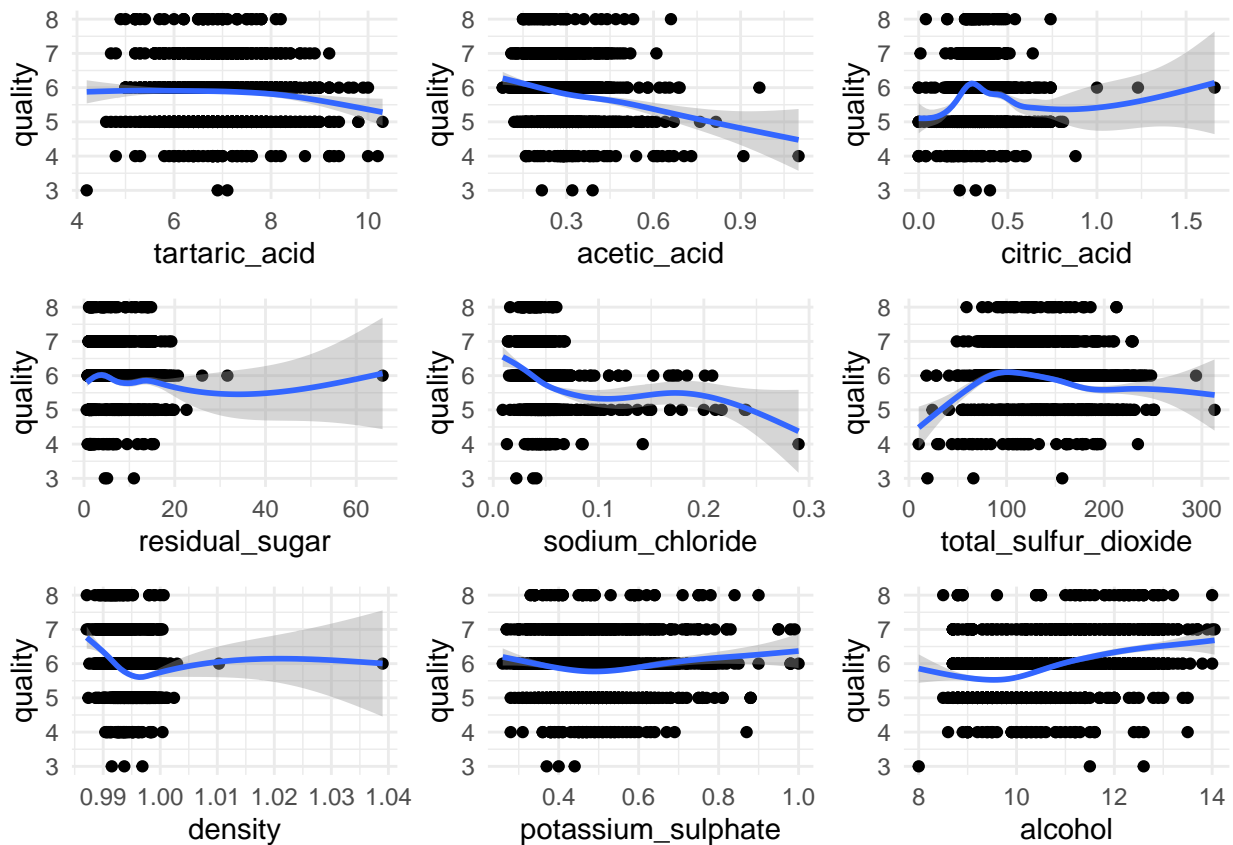 quality
8
7
6
5
4
3
4 6 8 10
tartaric_acid
quality
8
7
6
5
4
3
0.3 0.6 0.9
acetic_acid
quality
8
7
6
5
4
3
0.0 0.5 1.0 1.5
citric_acid
quality
8
7
6
5
4
3
0 20 40 60
residual_sugar
quality
8
7
6
5
4
3
0.0 0.1 0.2 0.3
sodium_chloride
quality
8
7
6
5
4
3
0 100 200 300
total_sulfur_dioxide
quality
8
7
6
5
4
3
0.99 1.00 1.01 1.02 1.03 1.04
density
quality
8
7
6
5
4
3
0.4 0.6 0.8 1.0
potassium_sulphate
quality
8
7
6
5
4
3
8 10 12 14
alcohol